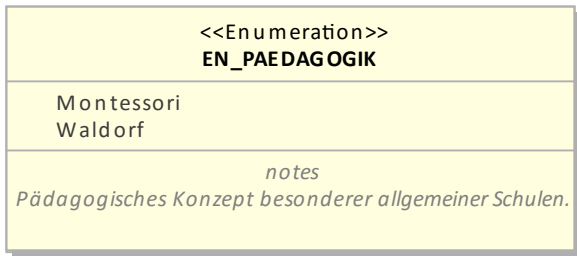 <<Enumeration>>
EN_PAEDAGOGIK
Montessori
Waldorf
notes
Pädagogisches Konzept besonderer allgemeiner Schulen.